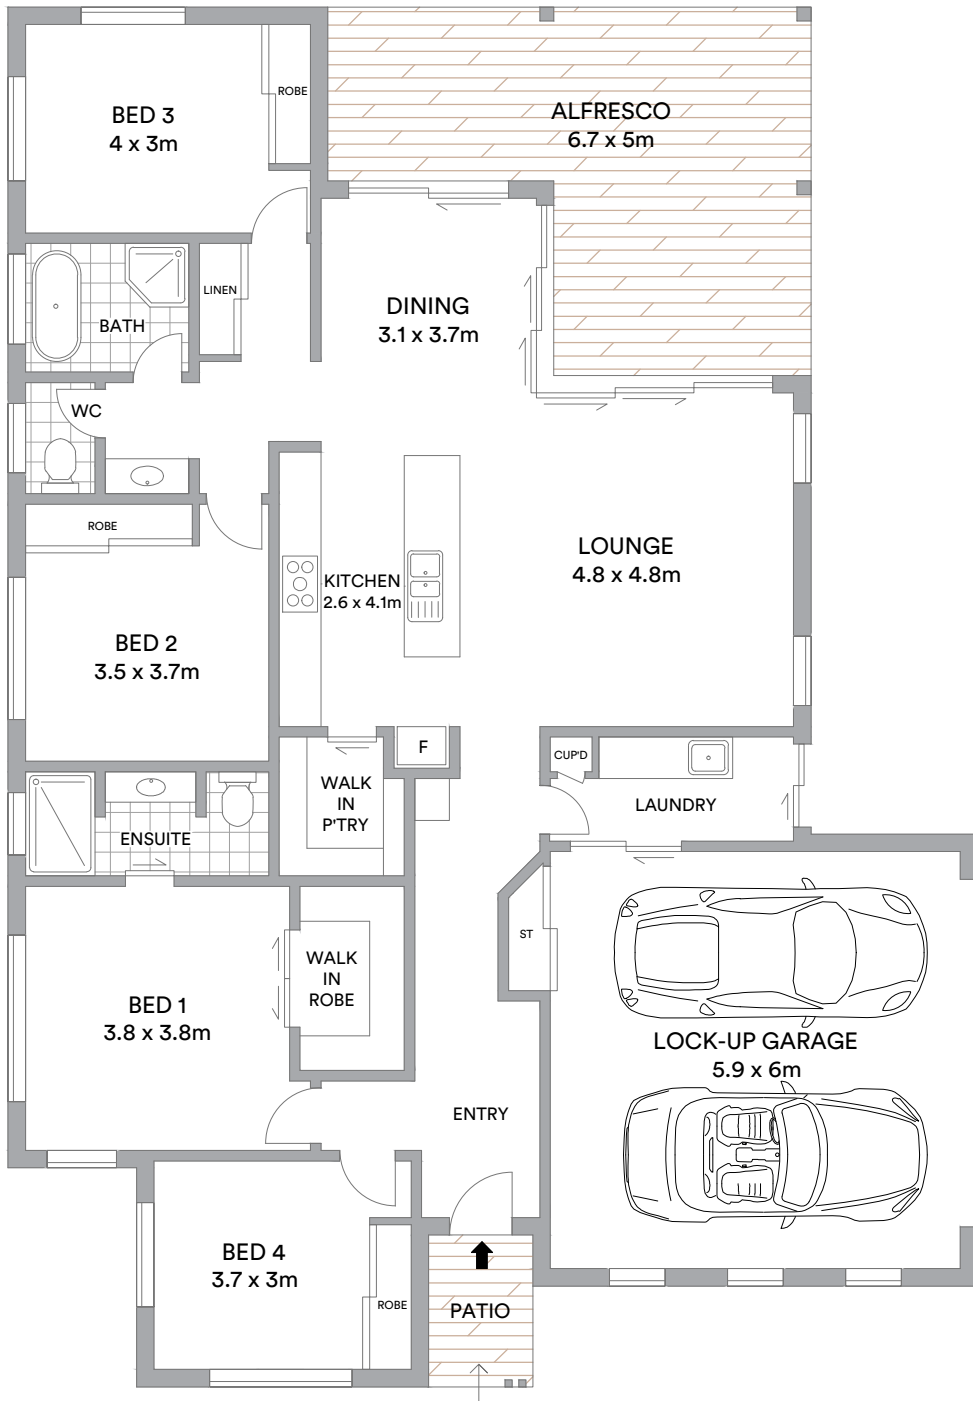 BED 3
4 x 3m
ROBE
ALFRESCO
6.7 x 5m
LINEN
BATH
DINING
3.1 x 3.7m
WC
ROBE
KITCHEN
2.6 x 4.1m
LOUNGE
4.8 x 4.8m
BED 2
3.5 x 3.7m
F
CUP'D
WALK
IN
P'TRY
LAUNDRY
ENSUITE
ST
WALK
IN
ROBE
BED 1
3.8 x 3.8m
LOCK-UP GARAGE
5.9 x 6m
ENTRY
BED 4
3.7 x 3m
ROBE
PATIO